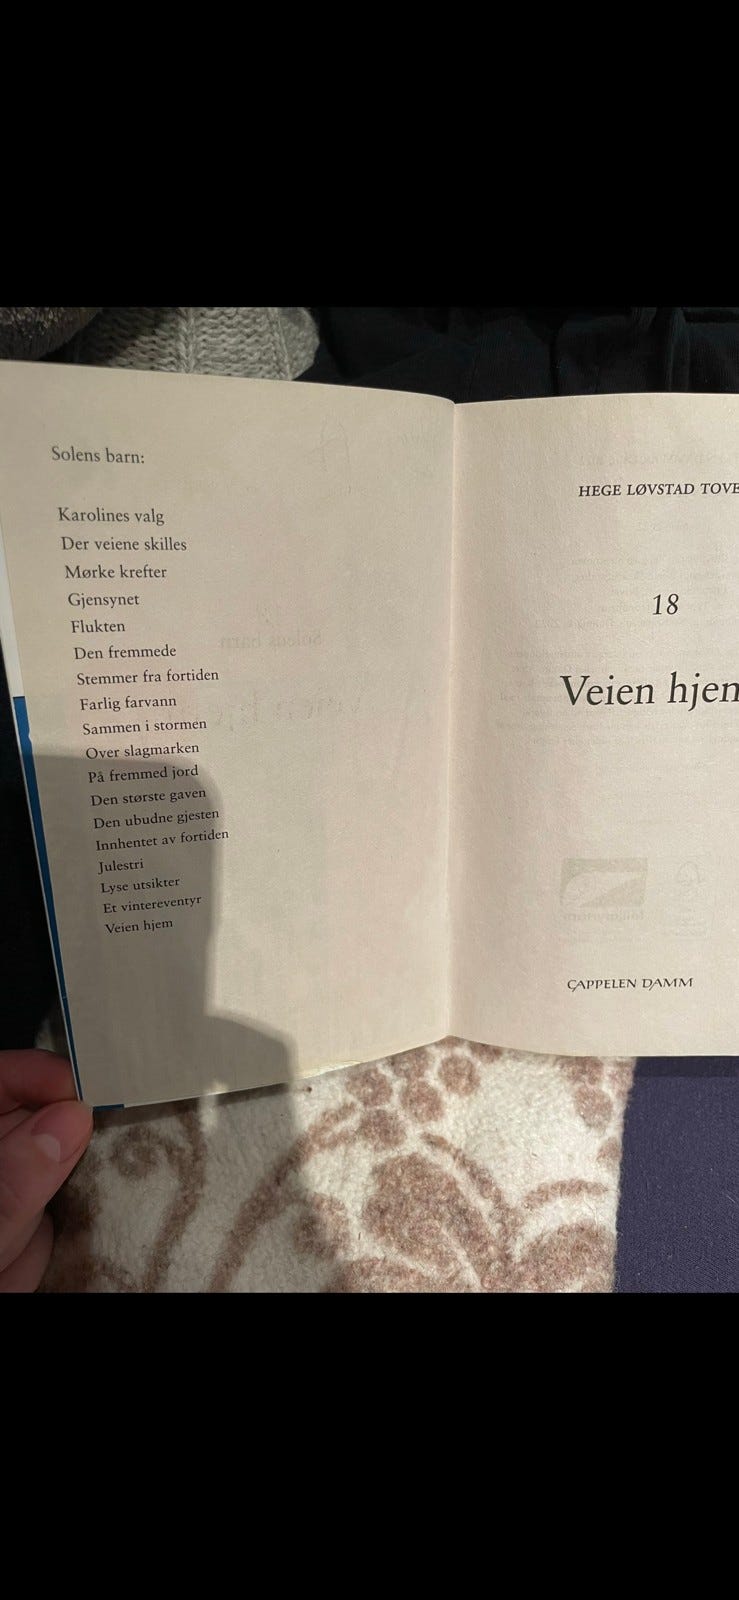 Solens barn:
Karolines valg
Der veiene skilles
Mørke krefter
Gjensynet
Flukten
Den fremmede
Stemmer fra fortiden
Farlig farvann
Sammen i stormen
Over slagmarken
På fremmed jord
Den største gaven
Den ubudne gjesten
Innhentet av fortiden
Julestri
Lyse utsikter
Et vintereventyr
Veien hjem
HEGE LØVSTAD TOVE
18
Veien hjem
CAPPELEN DAMM